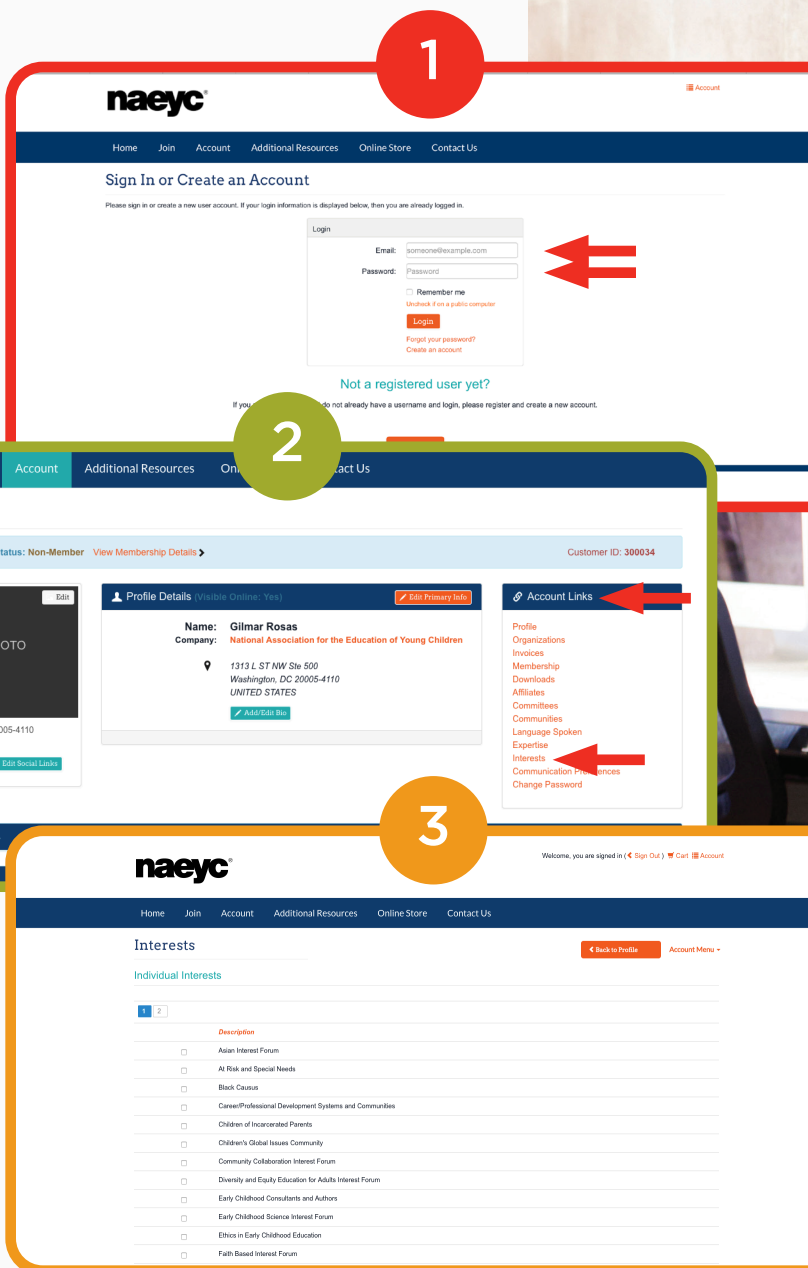 1
naeyc®
Account
Home Join Account Additional Resources Online Store Contact Us
Sign In or Create an Account
Please sign in or create a new user account. If your login information is displayed below, then you are already logged in.
Login
Email: someone@example.com
Password: Password
Remember me
Uncheck if on a public computer
Login
Forgot your password?
Create an account
Not a registered user yet?
If you do not already have a username and login, please register and create a new account.
2
Account Additional Resources On act Us
tatus: Non-Member View Membership Details Customer ID: 300034
Edit
OTO
005-4110
Edit Social Links
Profile Details (Visible Online: Yes) Edit Primary Info
Name: Gilmar Rosas
Company: National Association for the Education of Young Children
1313 L ST NW Ste 500
Washington, DC 20005-4110
UNITED STATES
Add/Edit Bio
Account Links
Profile
Organizations
Invoices
Membership
Downloads
Affiliates
Committees
Communities
Language Spoken
Expertise
Interests
Communication Preferences
Change Password
3
naeyc®
Welcome, you are signed in ( Sign Out ) Cart Account
Home Join Account Additional Resources Online Store Contact Us
Interests
Back to Profile Account Menu
Individual Interests
1 2
Description
Asian Interest Forum
At Risk and Special Needs
Black Causus
Career/Professional Development Systems and Communities
Children of Incarcerated Parents
Children's Global Issues Community
Community Collaboration Interest Forum
Diversity and Equity Education for Adults Interest Forum
Early Childhood Consultants and Authors
Early Childhood Science Interest Forum
Ethics in Early Childhood Education
Faith Based Interest Forum